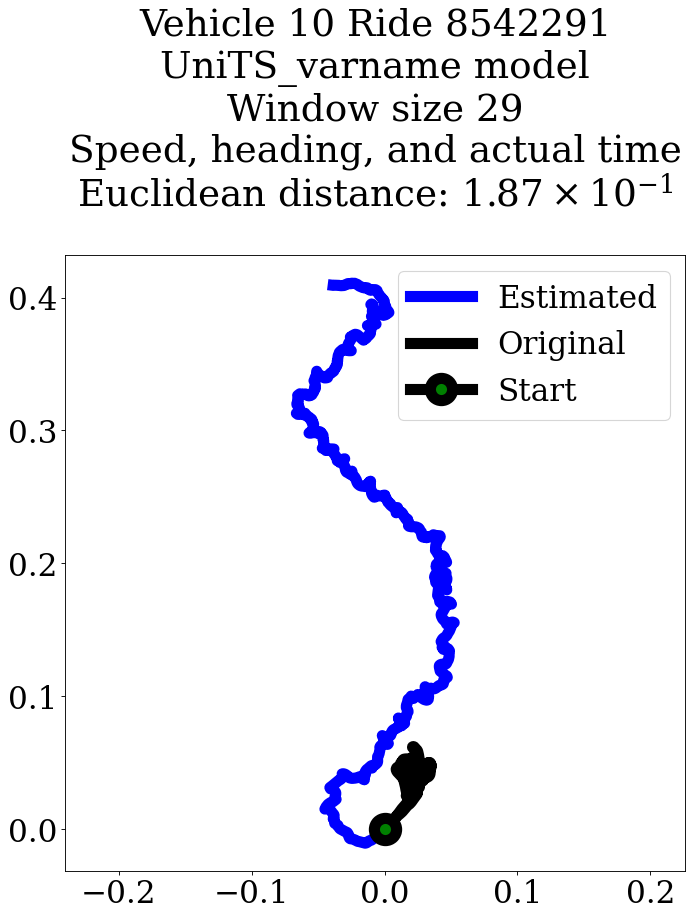 Vehicle 10 Ride 8542291
UniTS_varname model
Window size 29
Speed, heading, and actual time
Euclidean distance: 1.87 × 10⁻¹
Estimated
Original
Start
0.4
0.3
0.2
0.1
0.0
−0.2 −0.1 0.0 0.1 0.2